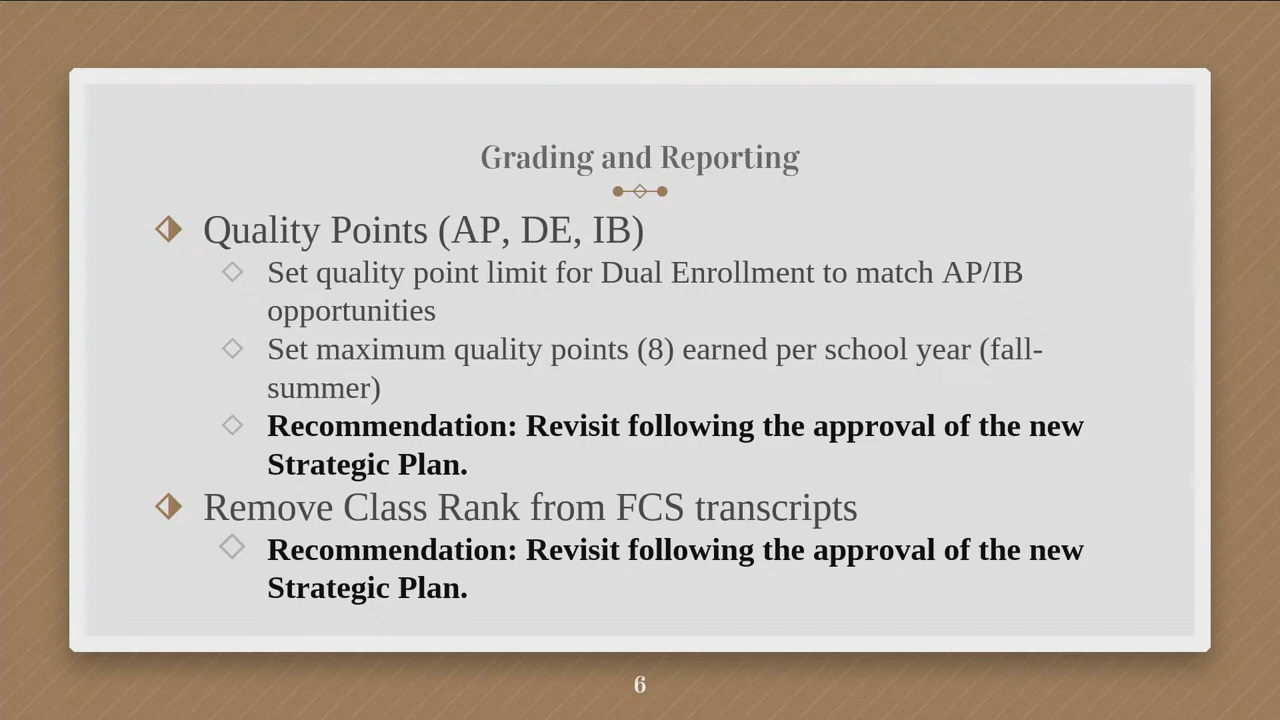 Grading and Reporting
Quality Points (AP, DE, IB)
Set quality point limit for Dual Enrollment to match AP/IB
opportunities
Set maximum quality points (8) earned per school year (fall-
summer)
Recommendation: Revisit following the approval of the new
Strategic Plan.
Remove Class Rank from FCS transcripts
Recommendation: Revisit following the approval of the new
Strategic Plan.
6